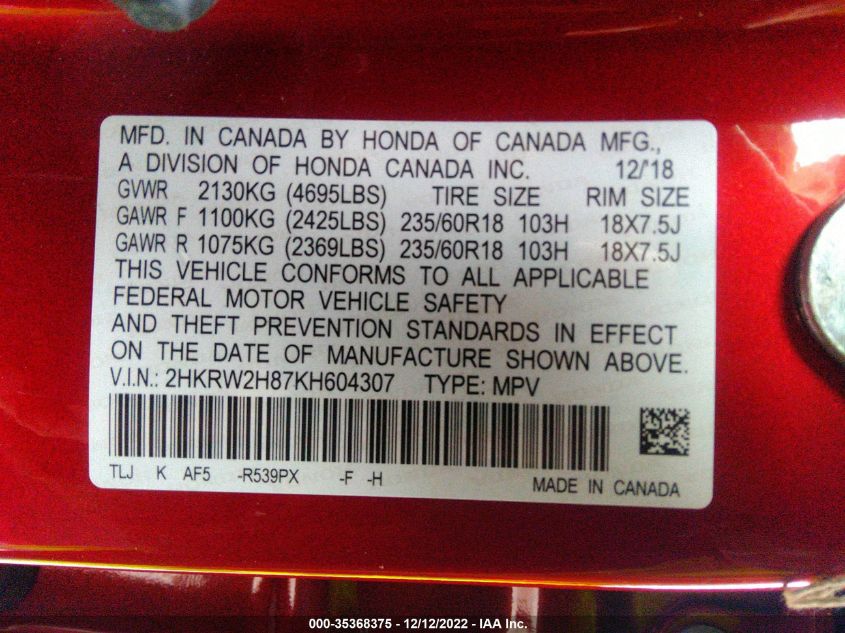 MFD. IN CANADA BY HONDA OF CANADA MFG.,
A DIVISION OF HONDA CANADA INC. 12/'18
GVWR 2130KG (4695LBS) TIRE SIZE RIM SIZE
GAWR F 1100KG (2425LBS) 235/60R18 103H 18X7.5J
GAWR R 1075KG (2369LBS) 235/60R18 103H 18X7.5J
THIS VEHICLE CONFORMS TO ALL APPLICABLE
FEDERAL MOTOR VEHICLE SAFETY
AND THEFT PREVENTION STANDARDS IN EFFECT
ON THE DATE OF MANUFACTURE SHOWN ABOVE.
V.I.N.: 2HKRW2H87KH604307 TYPE: MPV
TLJ K AF5 -R539PX -F -H
MADE IN CANADA
000-35368375 - 12/12/2022 - IAA Inc.